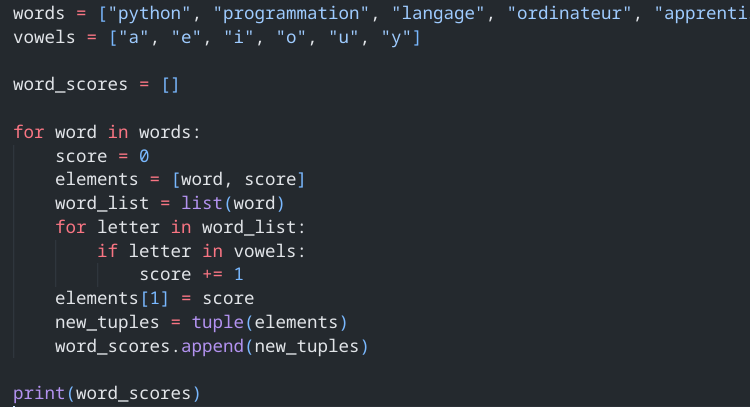 words = ["python", "programmation", "langage", "ordinateur", "apprenti
vowels = ["a", "e", "i", "o", "u", "y"]
word_scores = []
for word in words:
    score = 0
    elements = [word, score]
    word_list = list(word)
    for letter in word_list:
        if letter in vowels:
            score += 1
    elements[1] = score
    new_tuples = tuple(elements)
    word_scores.append(new_tuples)
print(word_scores)